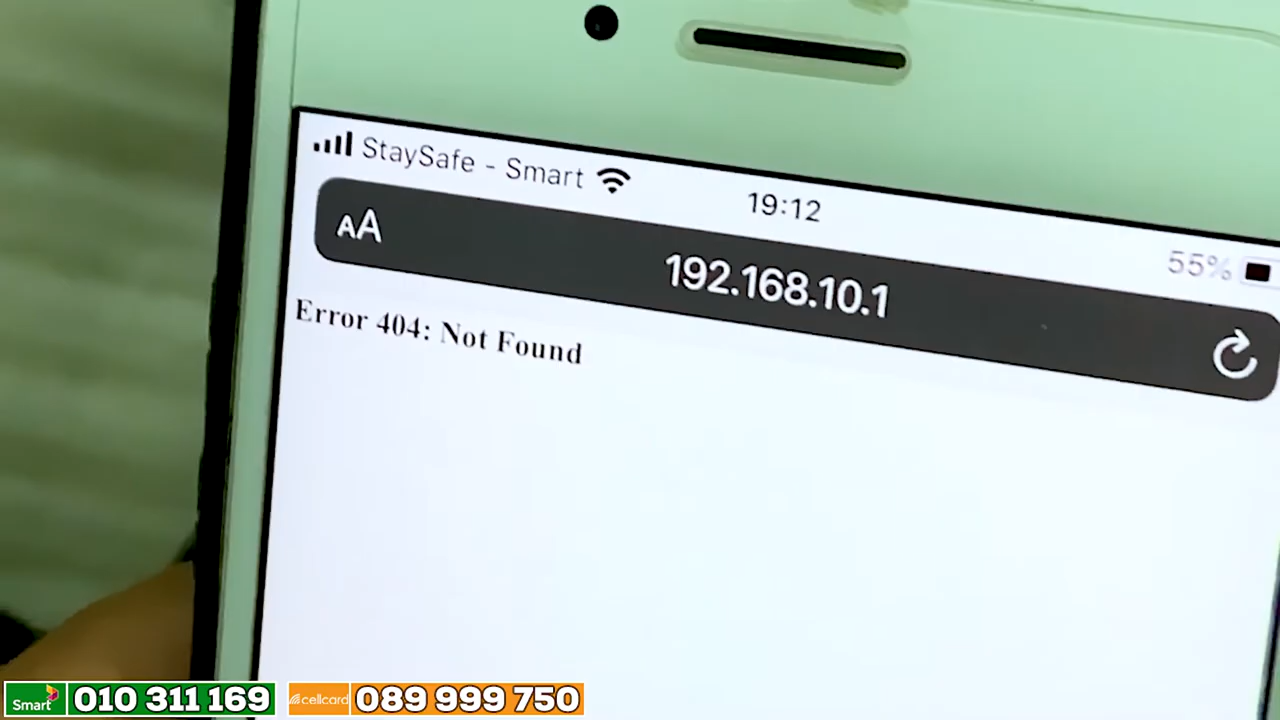 StaySafe - Smart
19:12
55%
AA
192.168.10.1
Error 404: Not Found
Smart
010 311 169
cellcard
089 999 750